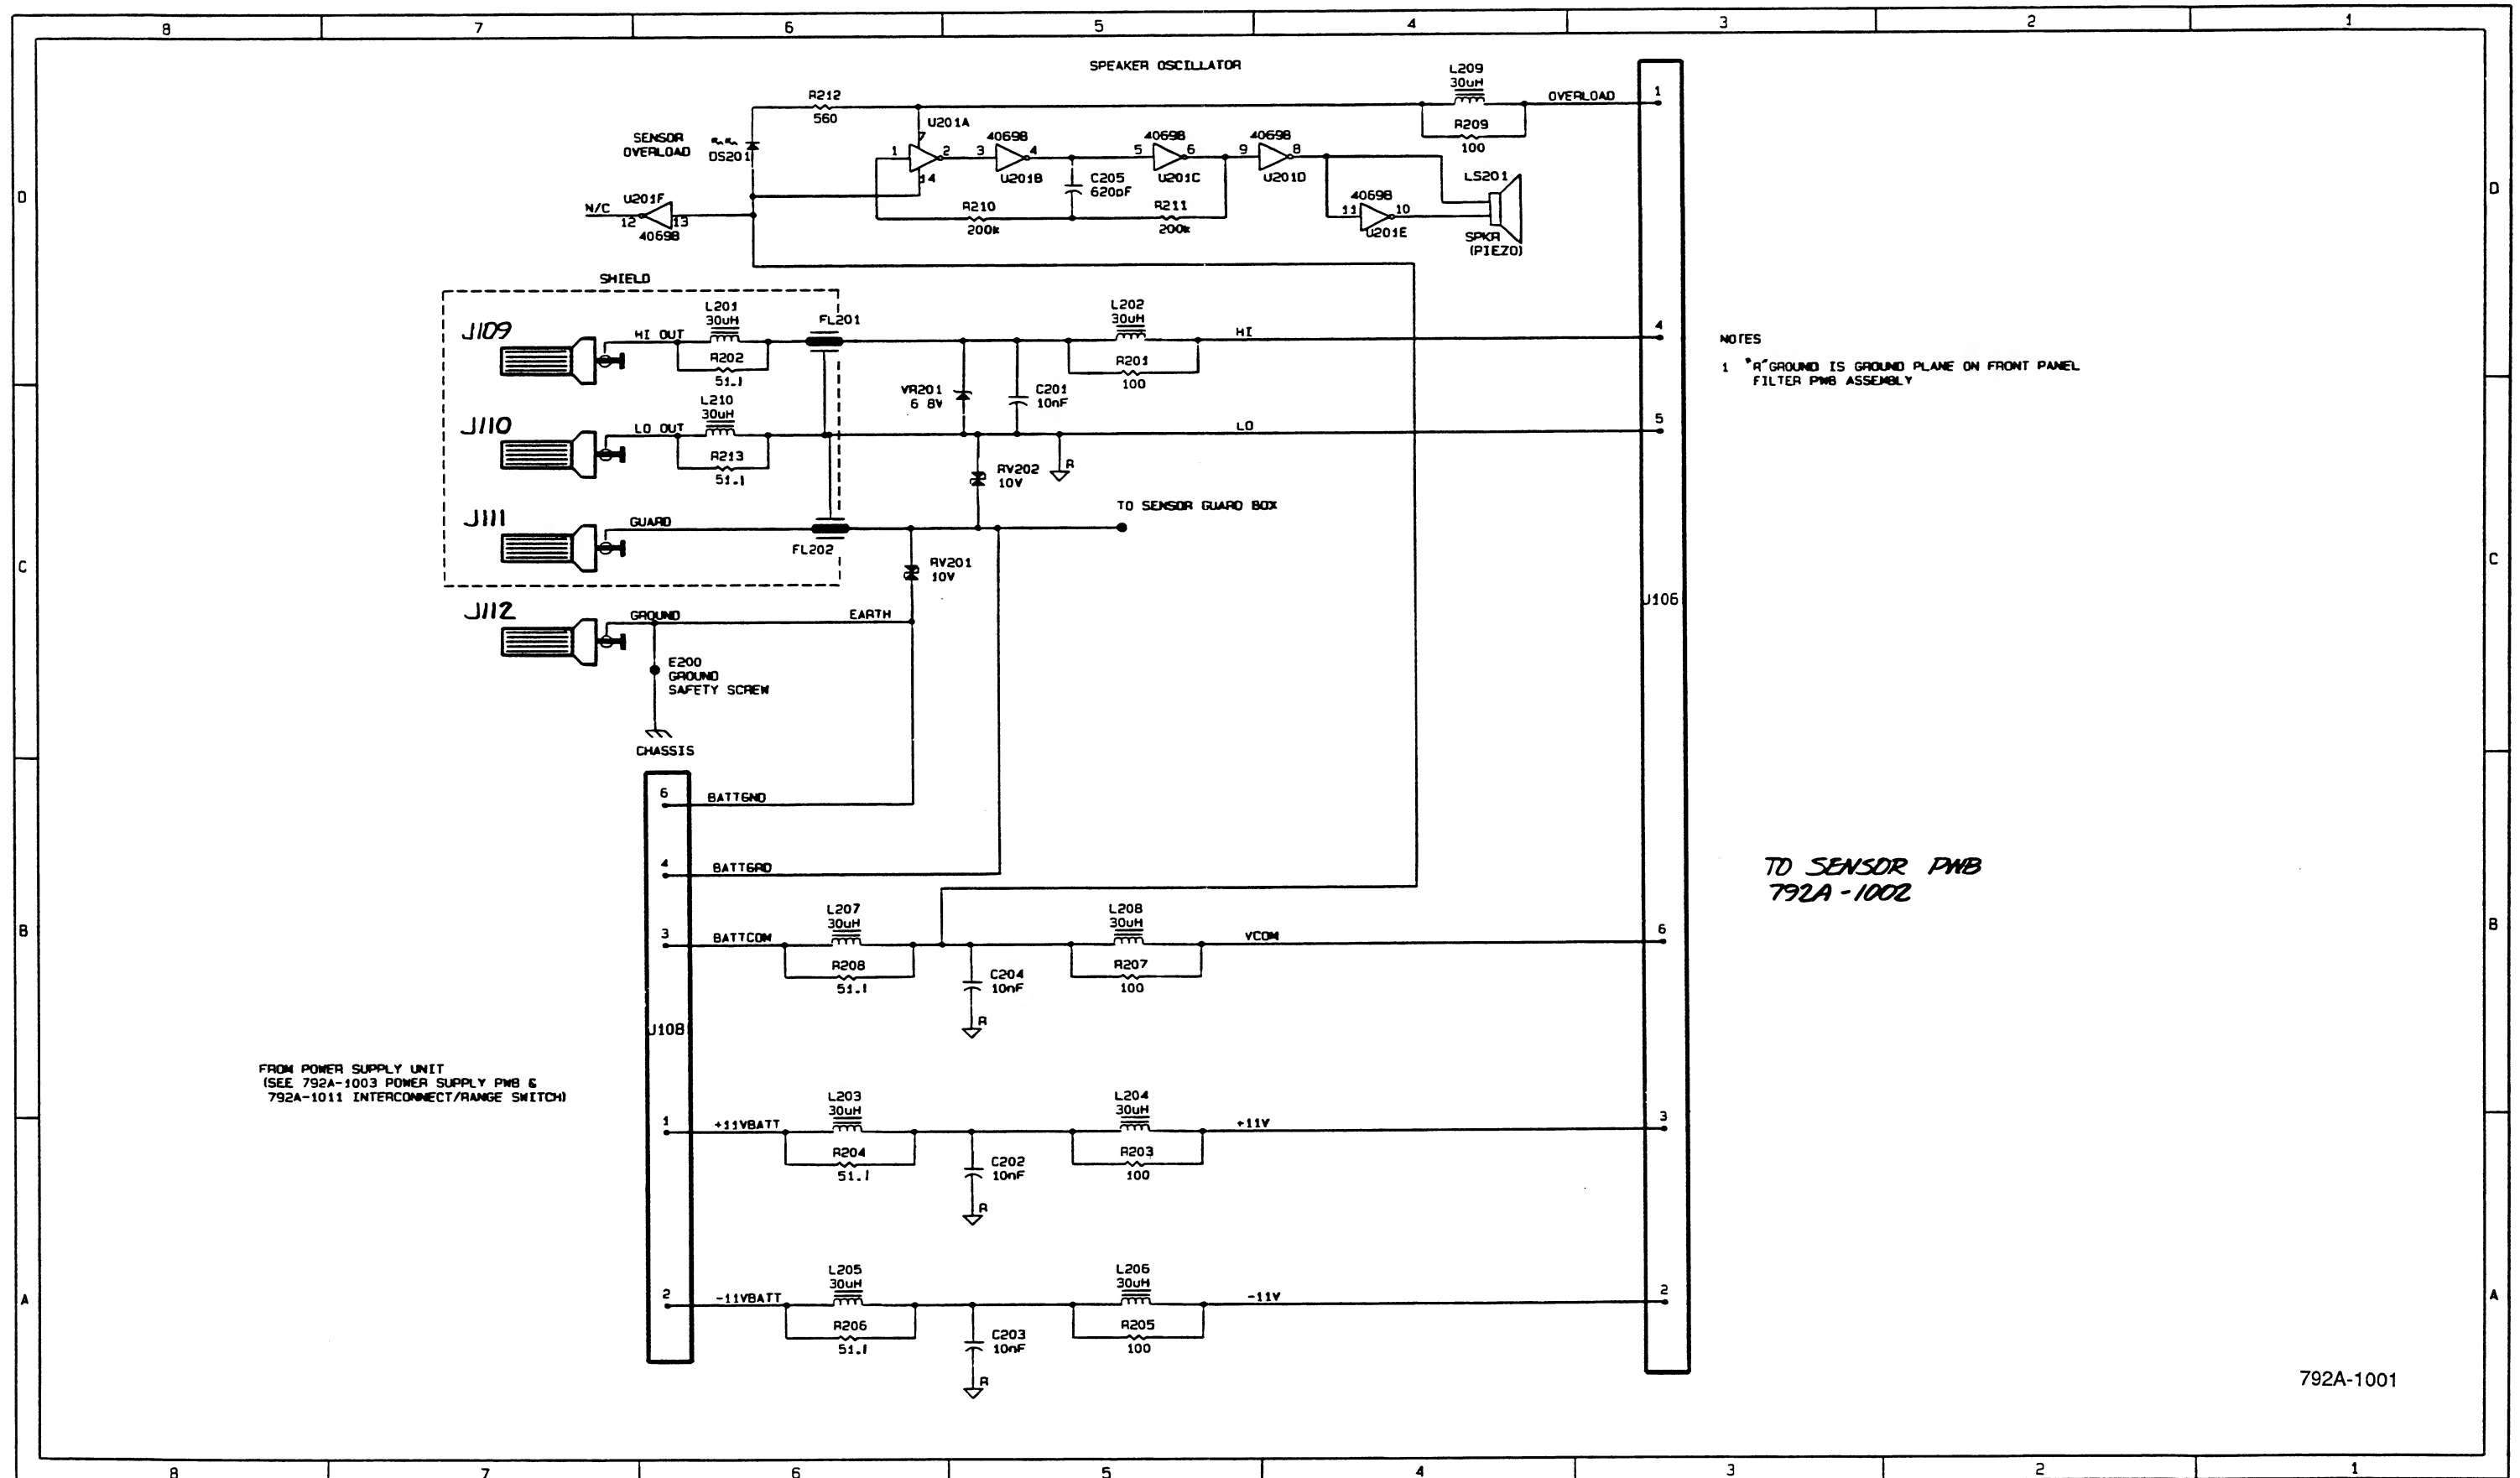 8 7 6 5 4 3 2 1
SPEAKER OSCILLATOR
L209
30uH
OVERLOAD
1
R209
100
R212
560
U201A
7
SENSOR
OVERLOAD
DS201
1
2
14
40698
3
4
U201B
C205
620pF
40698
5
6
U201C
40698
9
8
U201D
LS201
40698
11
10
U201E
SPKR
(PIEZO)
D
D
N/C
U201F
12
13
40698
R210
200k
R211
200k
SHIELD
J109
HI OUT
L201
30uH
R202
51.1
FL201
L202
30uH
R201
100
HI
4
VR201
6 8V
C201
10nF
NOTES
1 "R"GROUND IS GROUND PLANE ON FRONT PANEL
FILTER PWB ASSEMBLY
J110
LO OUT
L210
30uH
R213
51.1
LO
5
RV202
10V
R
J111
GUARD
FL202
TO SENSOR GUARD BOX
C
C
RV201
10V
J106
J112
GROUND
EARTH
E200
GROUND
SAFETY SCREW
CHASSIS
6
BATTGND
4
BATTGRD
TO SENSOR PWB
792A-1002
B
B
3
BATTCOM
L207
30uH
R208
51.1
L208
30uH
R207
100
VCOM
6
C204
10nF
R
J108
FROM POWER SUPPLY UNIT
(SEE 792A-1003 POWER SUPPLY PWB &
792A-1011 INTERCONNECT/RANGE SWITCH)
1
+11VBATT
L203
30uH
R204
51.1
L204
30uH
R203
100
+11V
3
C202
10nF
R
A
A
2
-11VBATT
L205
30uH
R206
51.1
L206
30uH
R205
100
-11V
2
C203
10nF
R
792A-1001
8 7 6 5 4 3 2 1